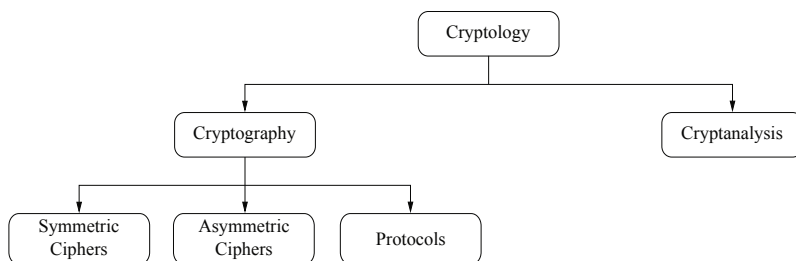 Cryptology
Cryptography
Cryptanalysis
Symmetric
Ciphers
Asymmetric
Ciphers
Protocols